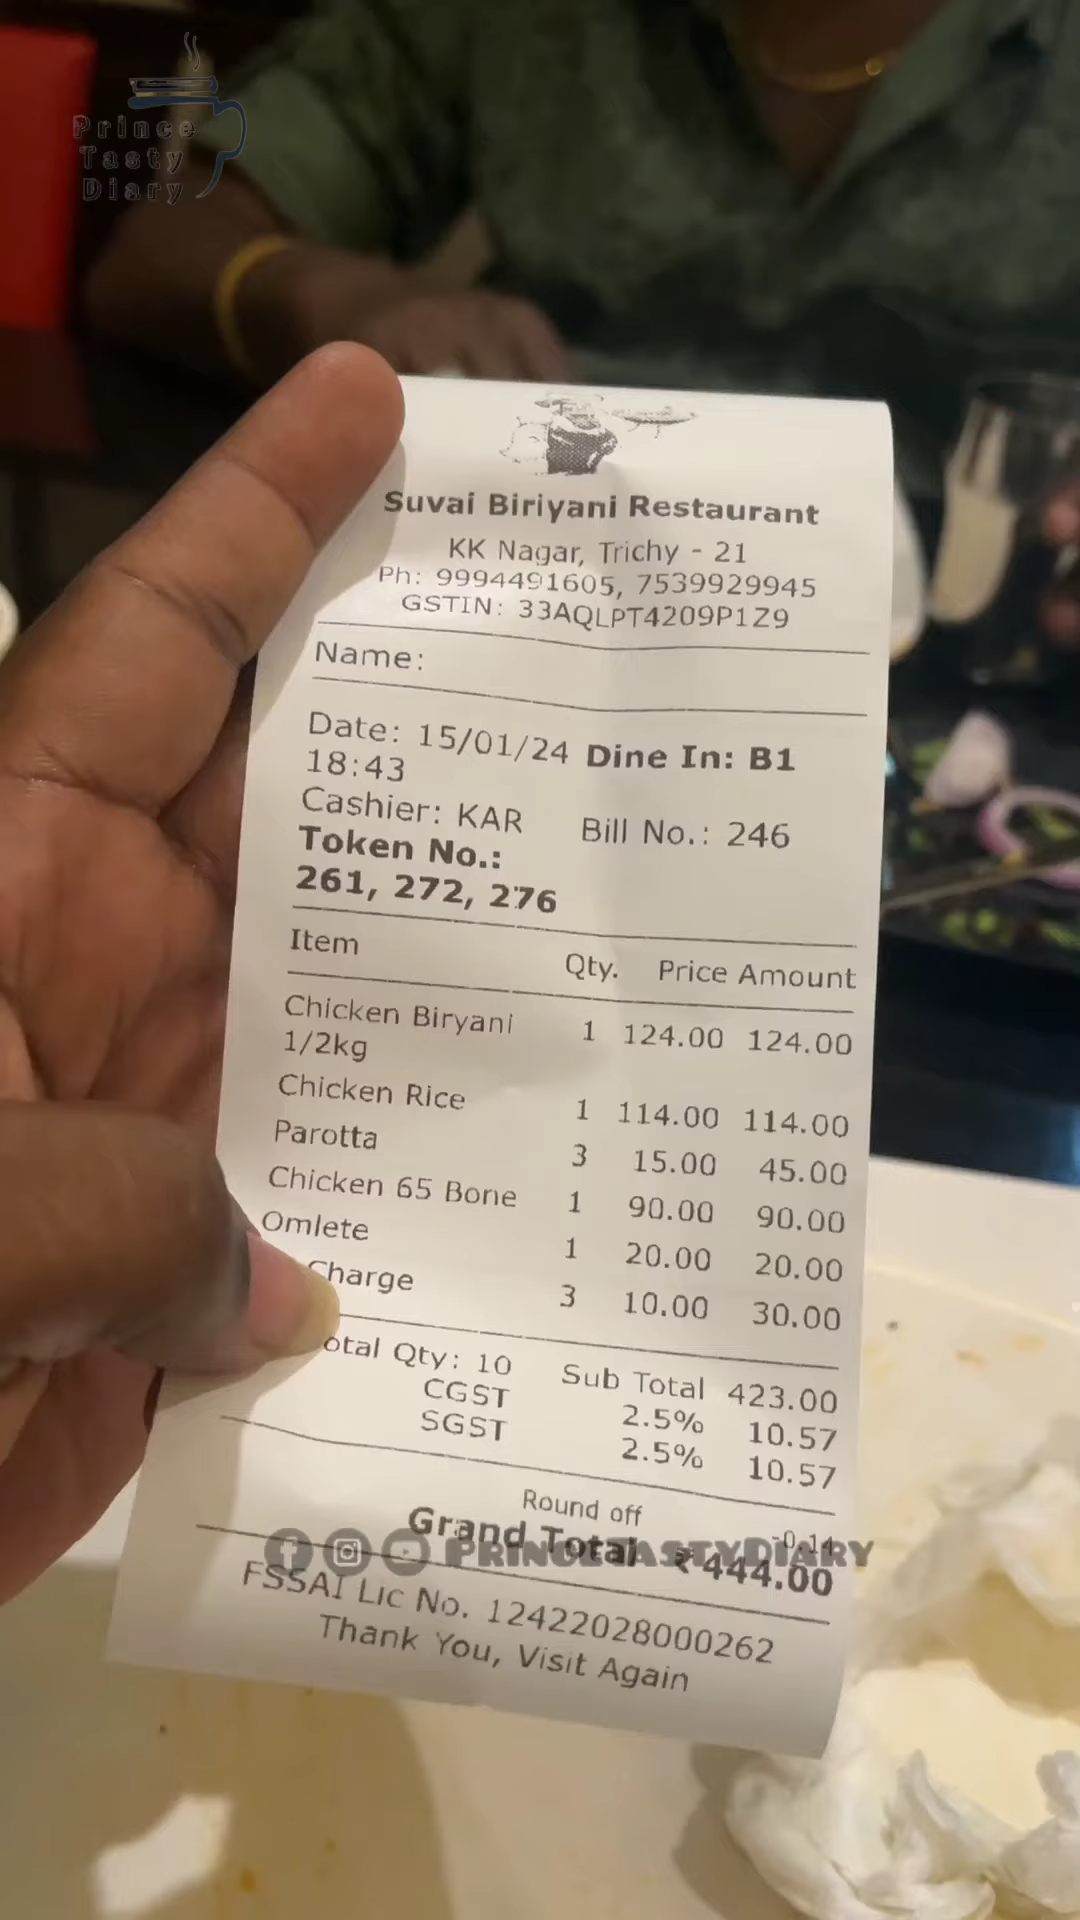 Prince
Tasty
Diary
Suvai Biriyani Restaurant
KK Nagar, Trichy - 21
Ph: 9994491605, 7539929945
GSTIN: 33AQLPT4209P1Z9
Name:
Date: 15/01/24 Dine In: B1
18:43
Cashier: KAR Bill No.: 246
Token No.:
261, 272, 276
Item Qty. Price Amount
Chicken Biryani 1 124.00 124.00
1/2kg
Chicken Rice 1 114.00 114.00
Parotta 3 15.00 45.00
Chicken 65 Bone 1 90.00 90.00
Omlete 1 20.00 20.00
Charge 3 10.00 30.00
otal Qty: 10 Sub Total 423.00
CGST 2.5% 10.57
SGST 2.5% 10.57
Round off -0.14
Grand Total ₹444.00
PRINCETASTYDIARY
FSSAI Lic No. 12422028000262
Thank You, Visit Again